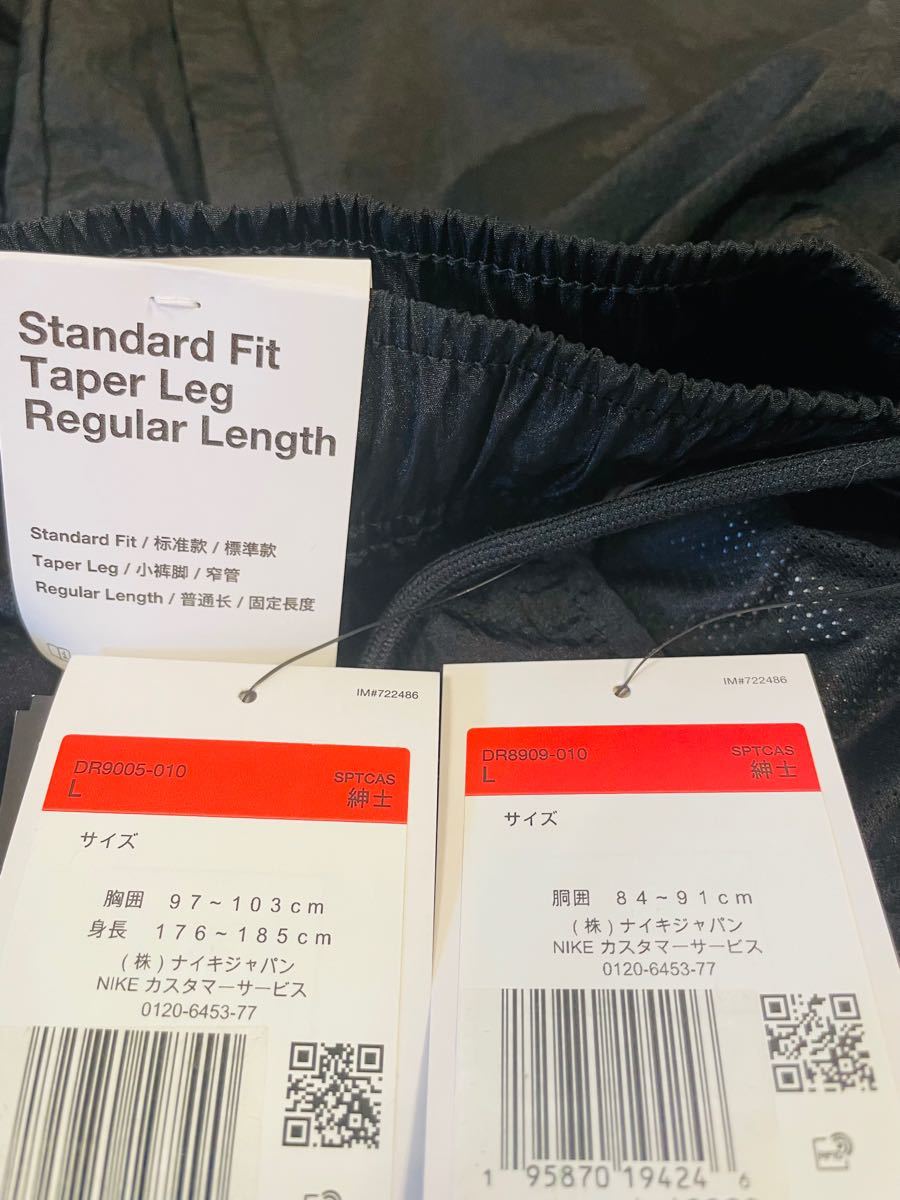 Standard Fit
Taper Leg
Regular Length
Standard Fit / 标准款 / 標準款
Taper Leg / 小裤脚 / 窄管
Regular Length / 普通长 / 固定長度
IM#722486
DR9005-010
L
SPTCAS
紳士
サイズ
胸囲 97~103cm
身長 176~185cm
(株)ナイキジャパン
NIKE カスタマーサービス
0120-6453-77
IM#722486
DR8909-010
L
SPTCAS
紳士
サイズ
胴囲 84~91cm
(株)ナイキジャパン
NIKE カスタマーサービス
0120-6453-77
1 95870 19424 6